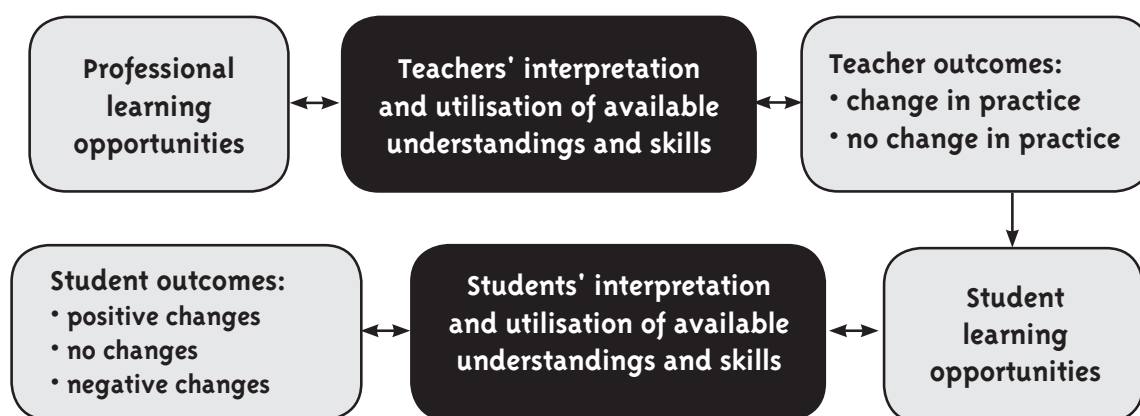 Professional
learning
opportunities
Teachers' interpretation
and utilisation of available
understandings and skills
Teacher outcomes:
• change in practice
• no change in practice
Student outcomes:
• positive changes
• no changes
• negative changes
Students' interpretation
and utilisation of available
understandings and skills
Student
learning
opportunities